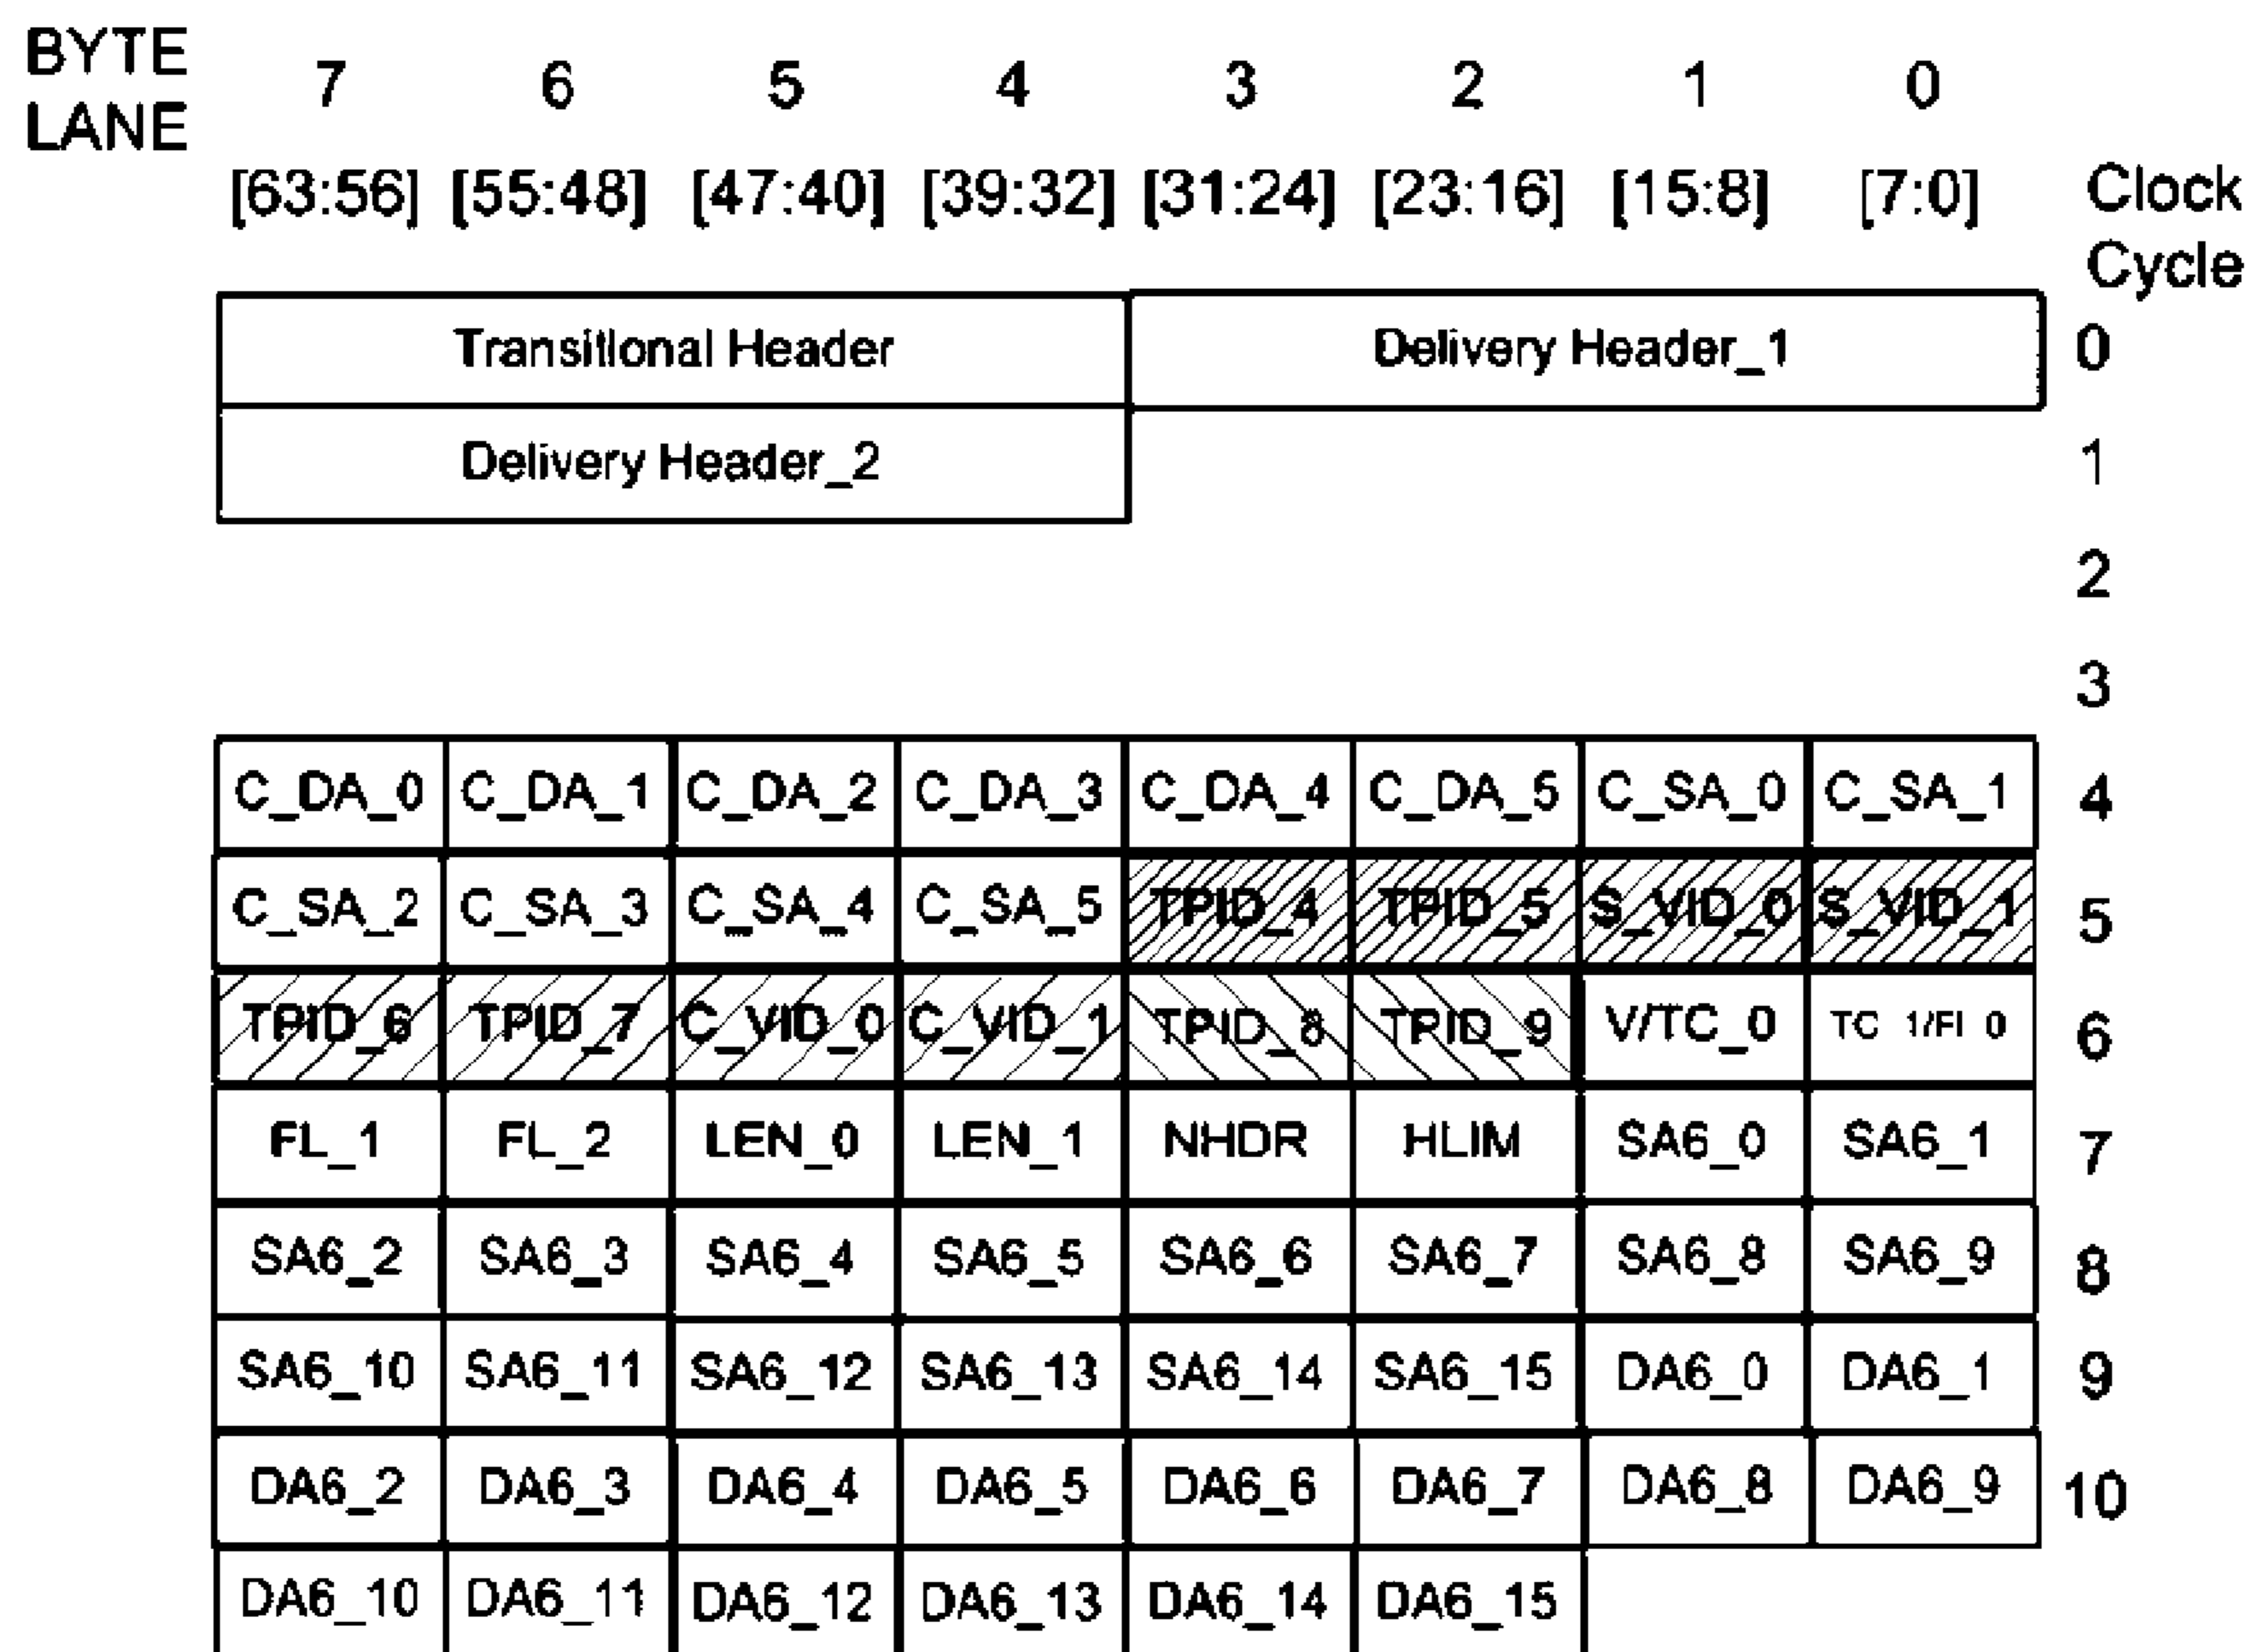 BYTE LANE 7 6 5 4 3 2 1 0
[63:56] [55:48] [47:40] [39:32] [31:24] [23:16] [15:8] [7:0] Clock Cycle
Transitional Header Delivery Header_1 0
Delivery Header_2 1
2
3
C_DA_0 C_DA_1 C_DA_2 C_DA_3 C_DA_4 C_DA_5 C_SA_0 C_SA_1 4
C_SA_2 C_SA_3 C_SA_4 C_SA_5 TPID_4 TPID_5 S_VID_0 S_VID_1 5
TPID_6 TPID_7 C_VID_0 C_VID_1 TPID_8 TPID_9 V/TC_0 TC_1/FL_0 6
FL_1 FL_2 LEN_0 LEN_1 NHDR HLIM SA6_0 SA6_1 7
SA6_2 SA6_3 SA6_4 SA6_5 SA6_6 SA6_7 SA6_8 SA6_9 8
SA6_10 SA6_11 SA6_12 SA6_13 SA6_14 SA6_15 DA6_0 DA6_1 9
DA6_2 DA6_3 DA6_4 DA6_5 DA6_6 DA6_7 DA6_8 DA6_9 10
DA6_10 DA6_11 DA6_12 DA6_13 DA6_14 DA6_15